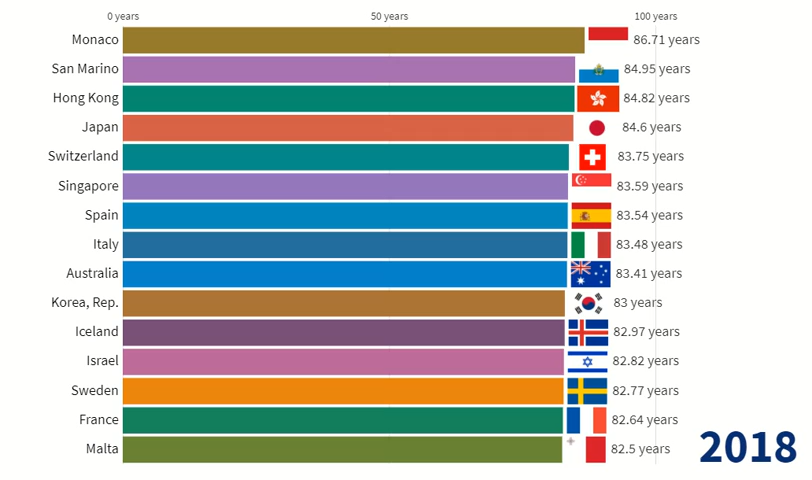 0 years 50 years 100 years
Monaco 86.71 years
San Marino 84.95 years
Hong Kong 84.82 years
Japan 84.6 years
Switzerland 83.75 years
Singapore 83.59 years
Spain 83.54 years
Italy 83.48 years
Australia 83.41 years
Korea, Rep. 83 years
Iceland 82.97 years
Israel 82.82 years
Sweden 82.77 years
France 82.64 years
Malta 82.5 years
2018